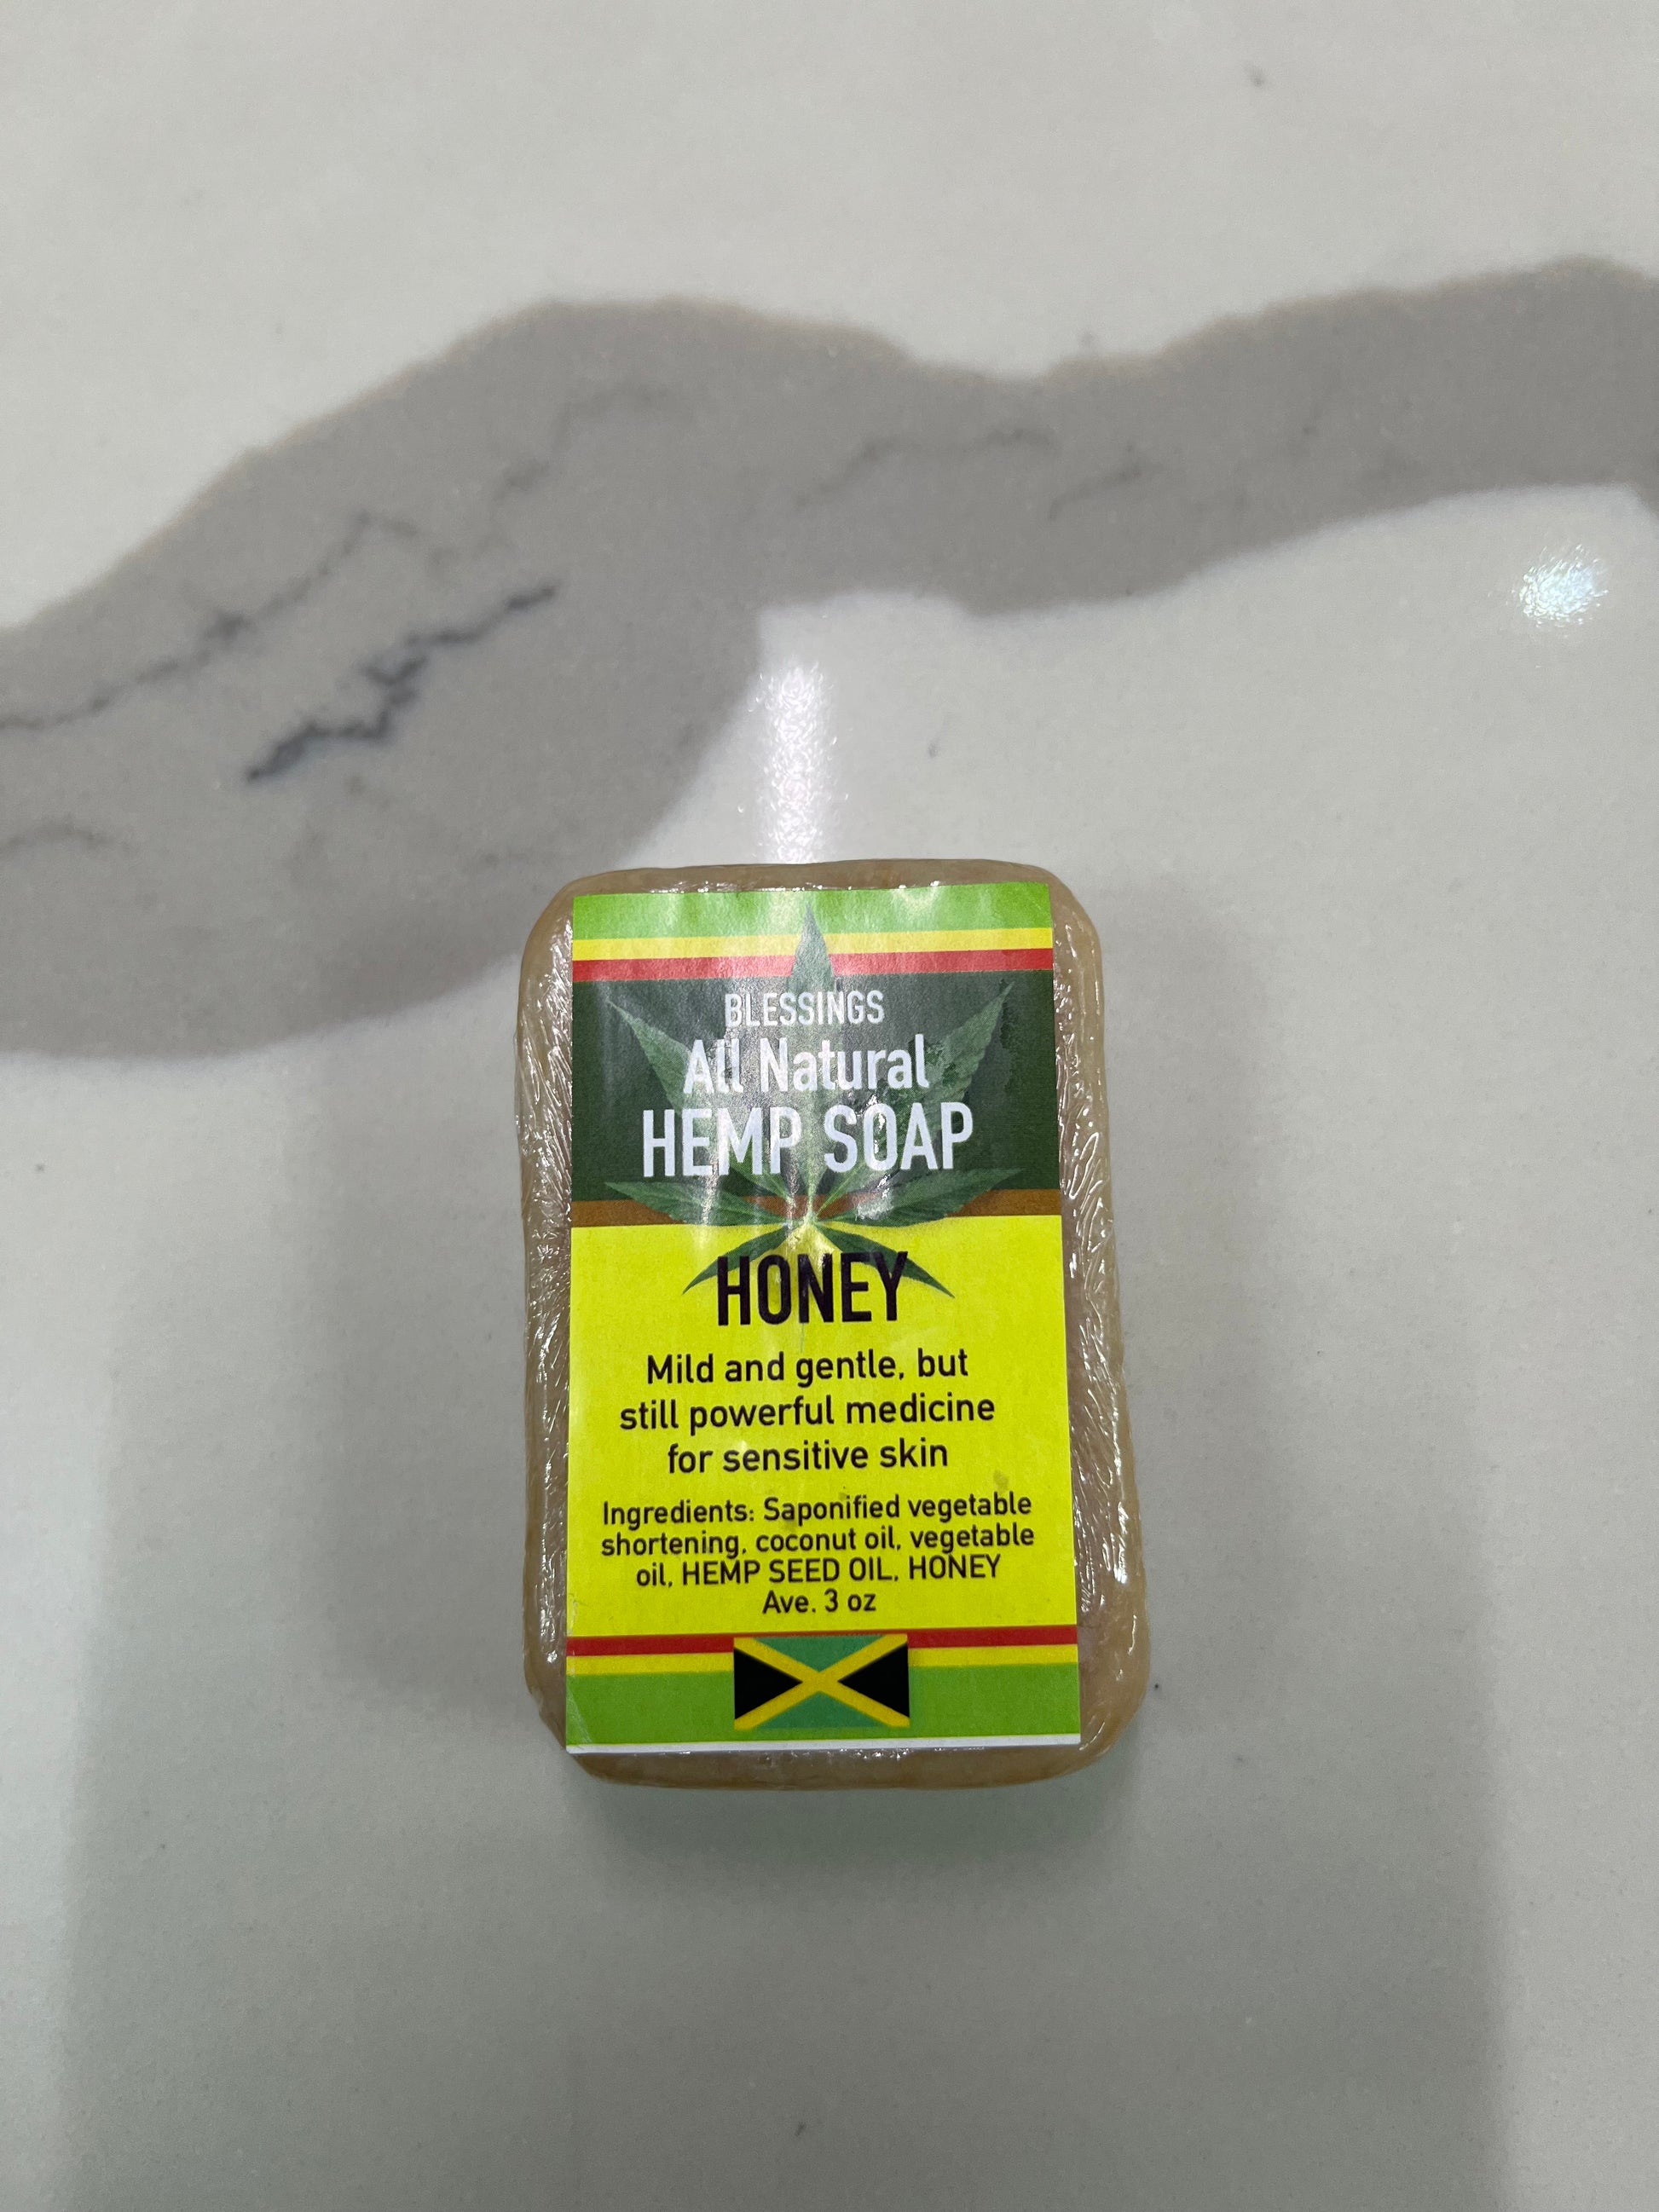 BLESSINGS
All Natural
HEMP SOAP
HONEY
Mild and gentle, but
still powerful medicine
for sensitive skin
Ingredients: Saponified vegetable
shortening, coconut oil, vegetable
oil, HEMP SEED OIL, HONEY
Ave. 3 oz